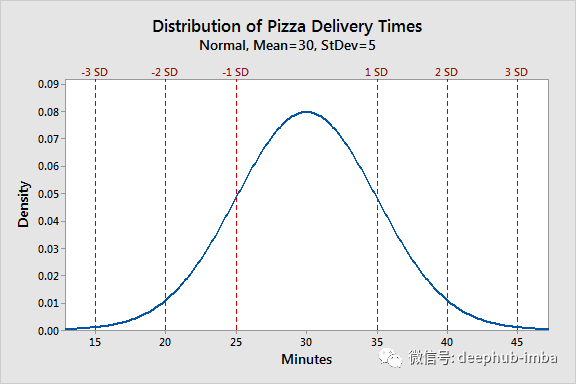 Distribution of Pizza Delivery Times
Normal, Mean=30, StDev=5
-3 SD -2 SD -1 SD 1 SD 2 SD 3 SD
0.09
0.08
0.07
0.06
0.05
0.04
0.03
0.02
0.01
0.00
Density
15 20 25 30 35 40 45
Minutes
微信号: deephub-imba